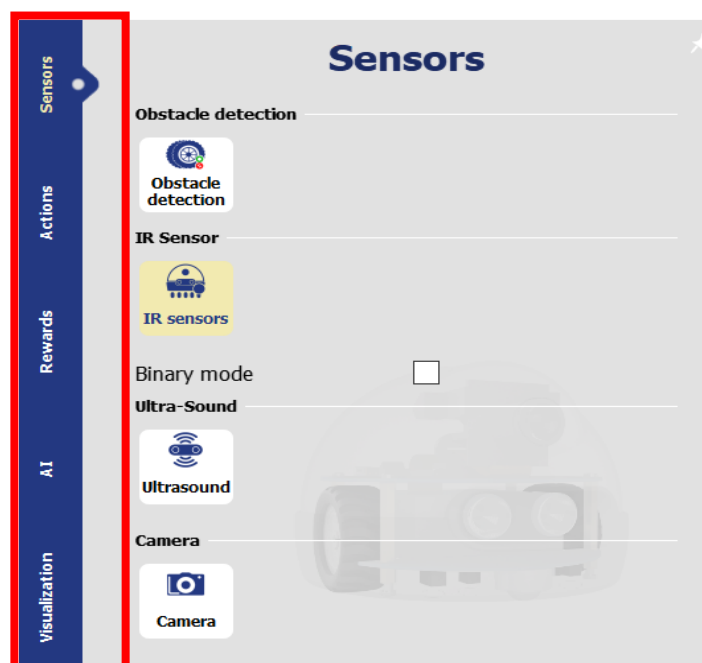 Sensors
Actions
Rewards
AI
Visualization
Sensors
Obstacle detection
Obstacle
detection
IR Sensor
IR sensors
Binary mode
Ultra-Sound
Ultrasound
Camera
Camera